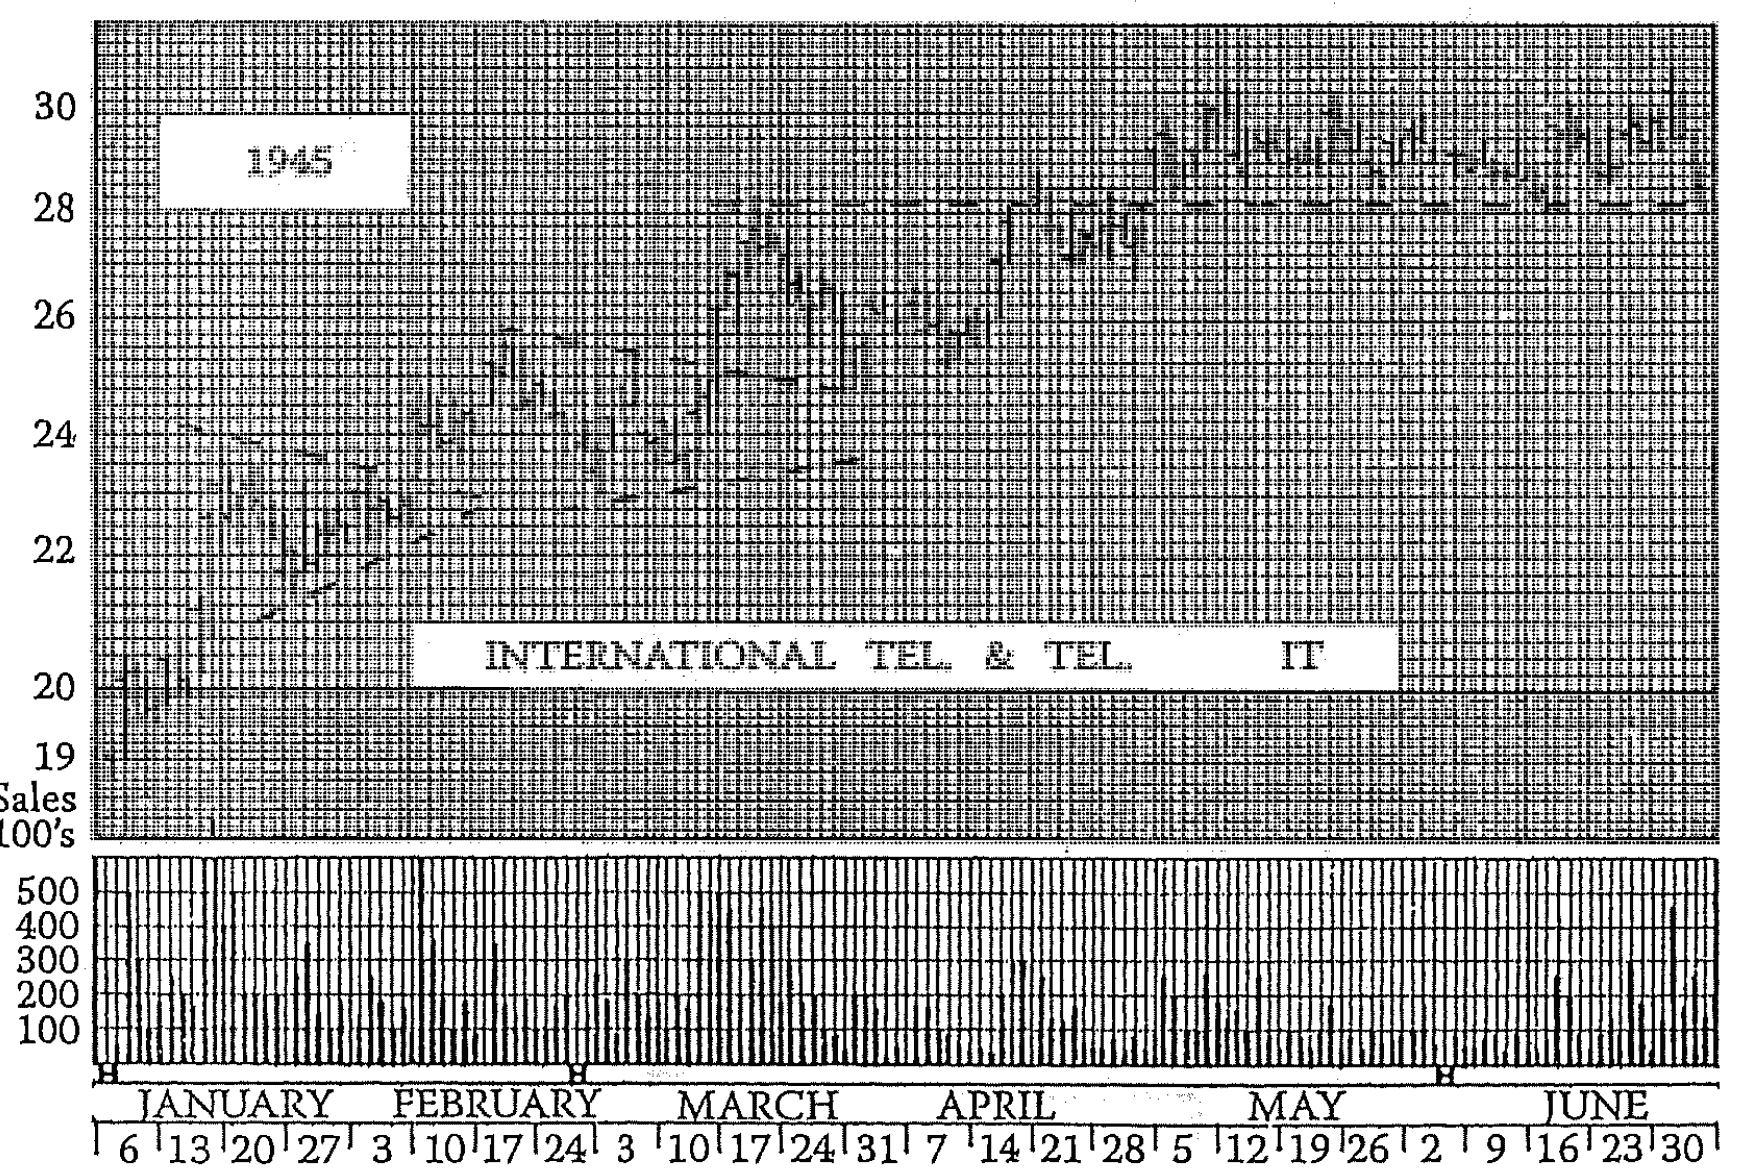 1945
30
28
26
24
22
INTERNATIONAL TEL. & TEL. IT
20
19
Sales
100's
500
400
300
200
100
H H H
JANUARY FEBRUARY MARCH APRIL MAY JUNE
6 13 20 27 3 10 17 24 3 10 17 24 31 7 14 21 28 5 12 19 26 2 9 16 23 30